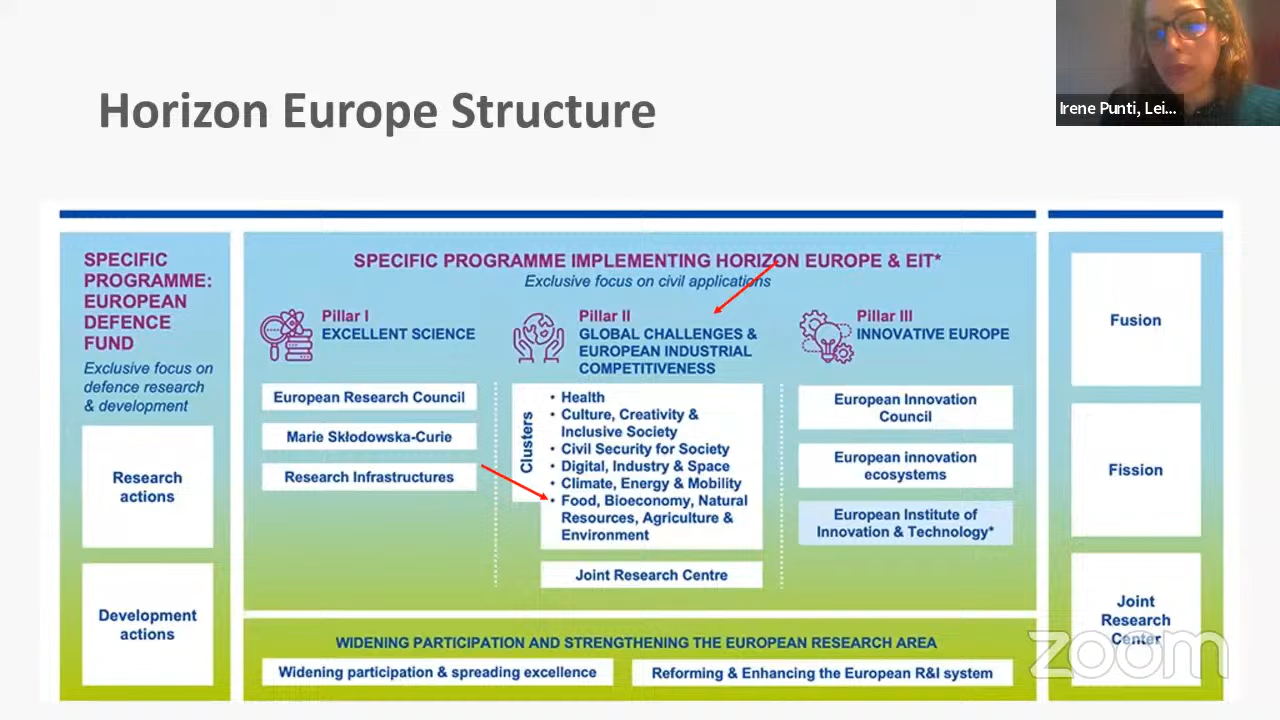 Horizon Europe Structure
Irene Punti, Lei...
SPECIFIC
PROGRAMME:
EUROPEAN
DEFENCE
FUND
Exclusive focus on
defence research
& development
Research
actions
Development
actions
SPECIFIC PROGRAMME IMPLEMENTING HORIZON EUROPE & EIT*
Exclusive focus on civil applications
Pillar I
EXCELLENT SCIENCE
European Research Council
Marie Skłodowska-Curie
Research Infrastructures
Pillar II
GLOBAL CHALLENGES &
EUROPEAN INDUSTRIAL
COMPETITIVENESS
Clusters
• Health
• Culture, Creativity &
Inclusive Society
• Civil Security for Society
• Digital, Industry & Space
• Climate, Energy & Mobility
• Food, Bioeconomy, Natural
Resources, Agriculture &
Environment
Joint Research Centre
Pillar III
INNOVATIVE EUROPE
European Innovation
Council
European innovation
ecosystems
European Institute of
Innovation & Technology*
WIDENING PARTICIPATION AND STRENGTHENING THE EUROPEAN RESEARCH AREA
Widening participation & spreading excellence
Reforming & Enhancing the European R&I system
Fusion
Fission
Joint
Research
Center
zoom